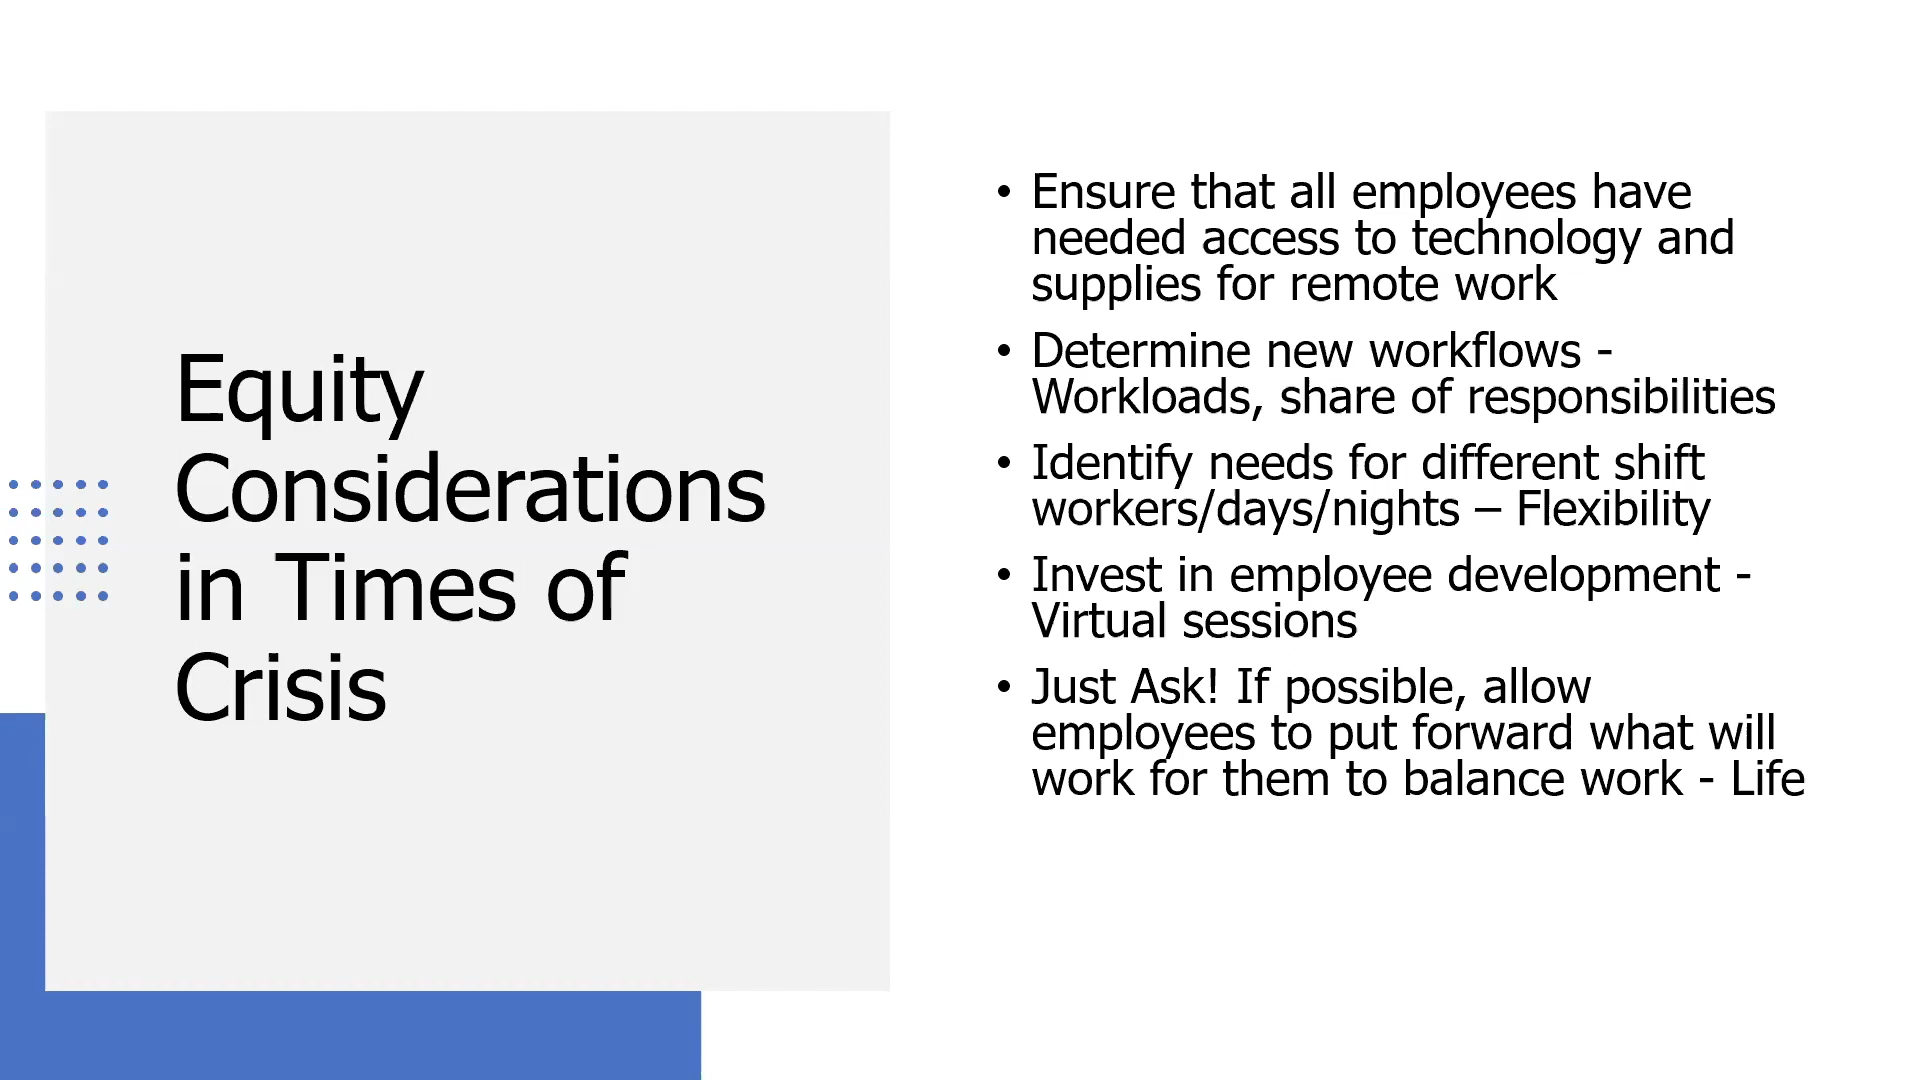 Equity
Considerations
in Times of
Crisis
• Ensure that all employees have
needed access to technology and
supplies for remote work
• Determine new workflows -
Workloads, share of responsibilities
• Identify needs for different shift
workers/days/nights – Flexibility
• Invest in employee development -
Virtual sessions
• Just Ask! If possible, allow
employees to put forward what will
work for them to balance work - Life